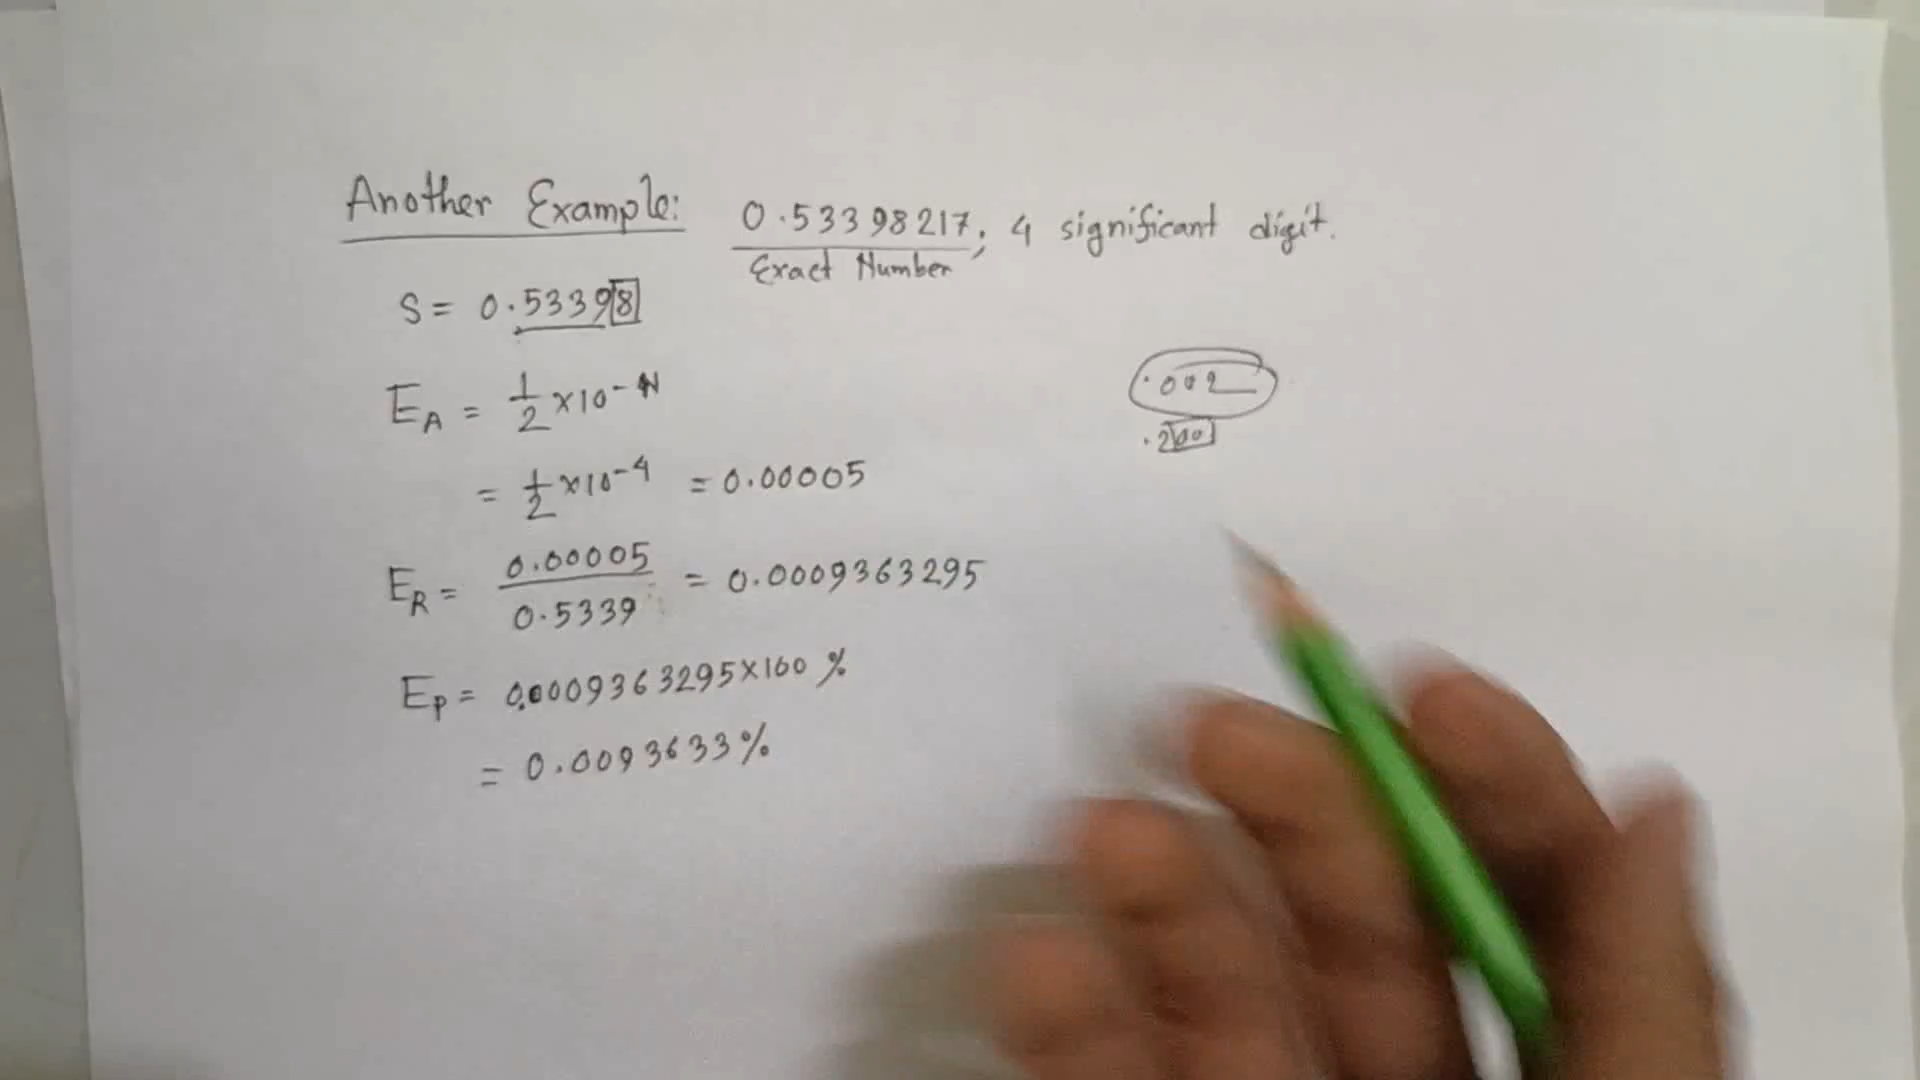 Another Example: 0.53398217; 4 significant digit.
Exact Number
S = 0.53398
E_A = 1/2 × 10^-N
= 1/2 × 10^-4 = 0.00005
E_R = 0.00005/0.5339 = 0.0009363295
E_P = 0.0009363295 × 100 %
= 0.0093633%
.002
.200